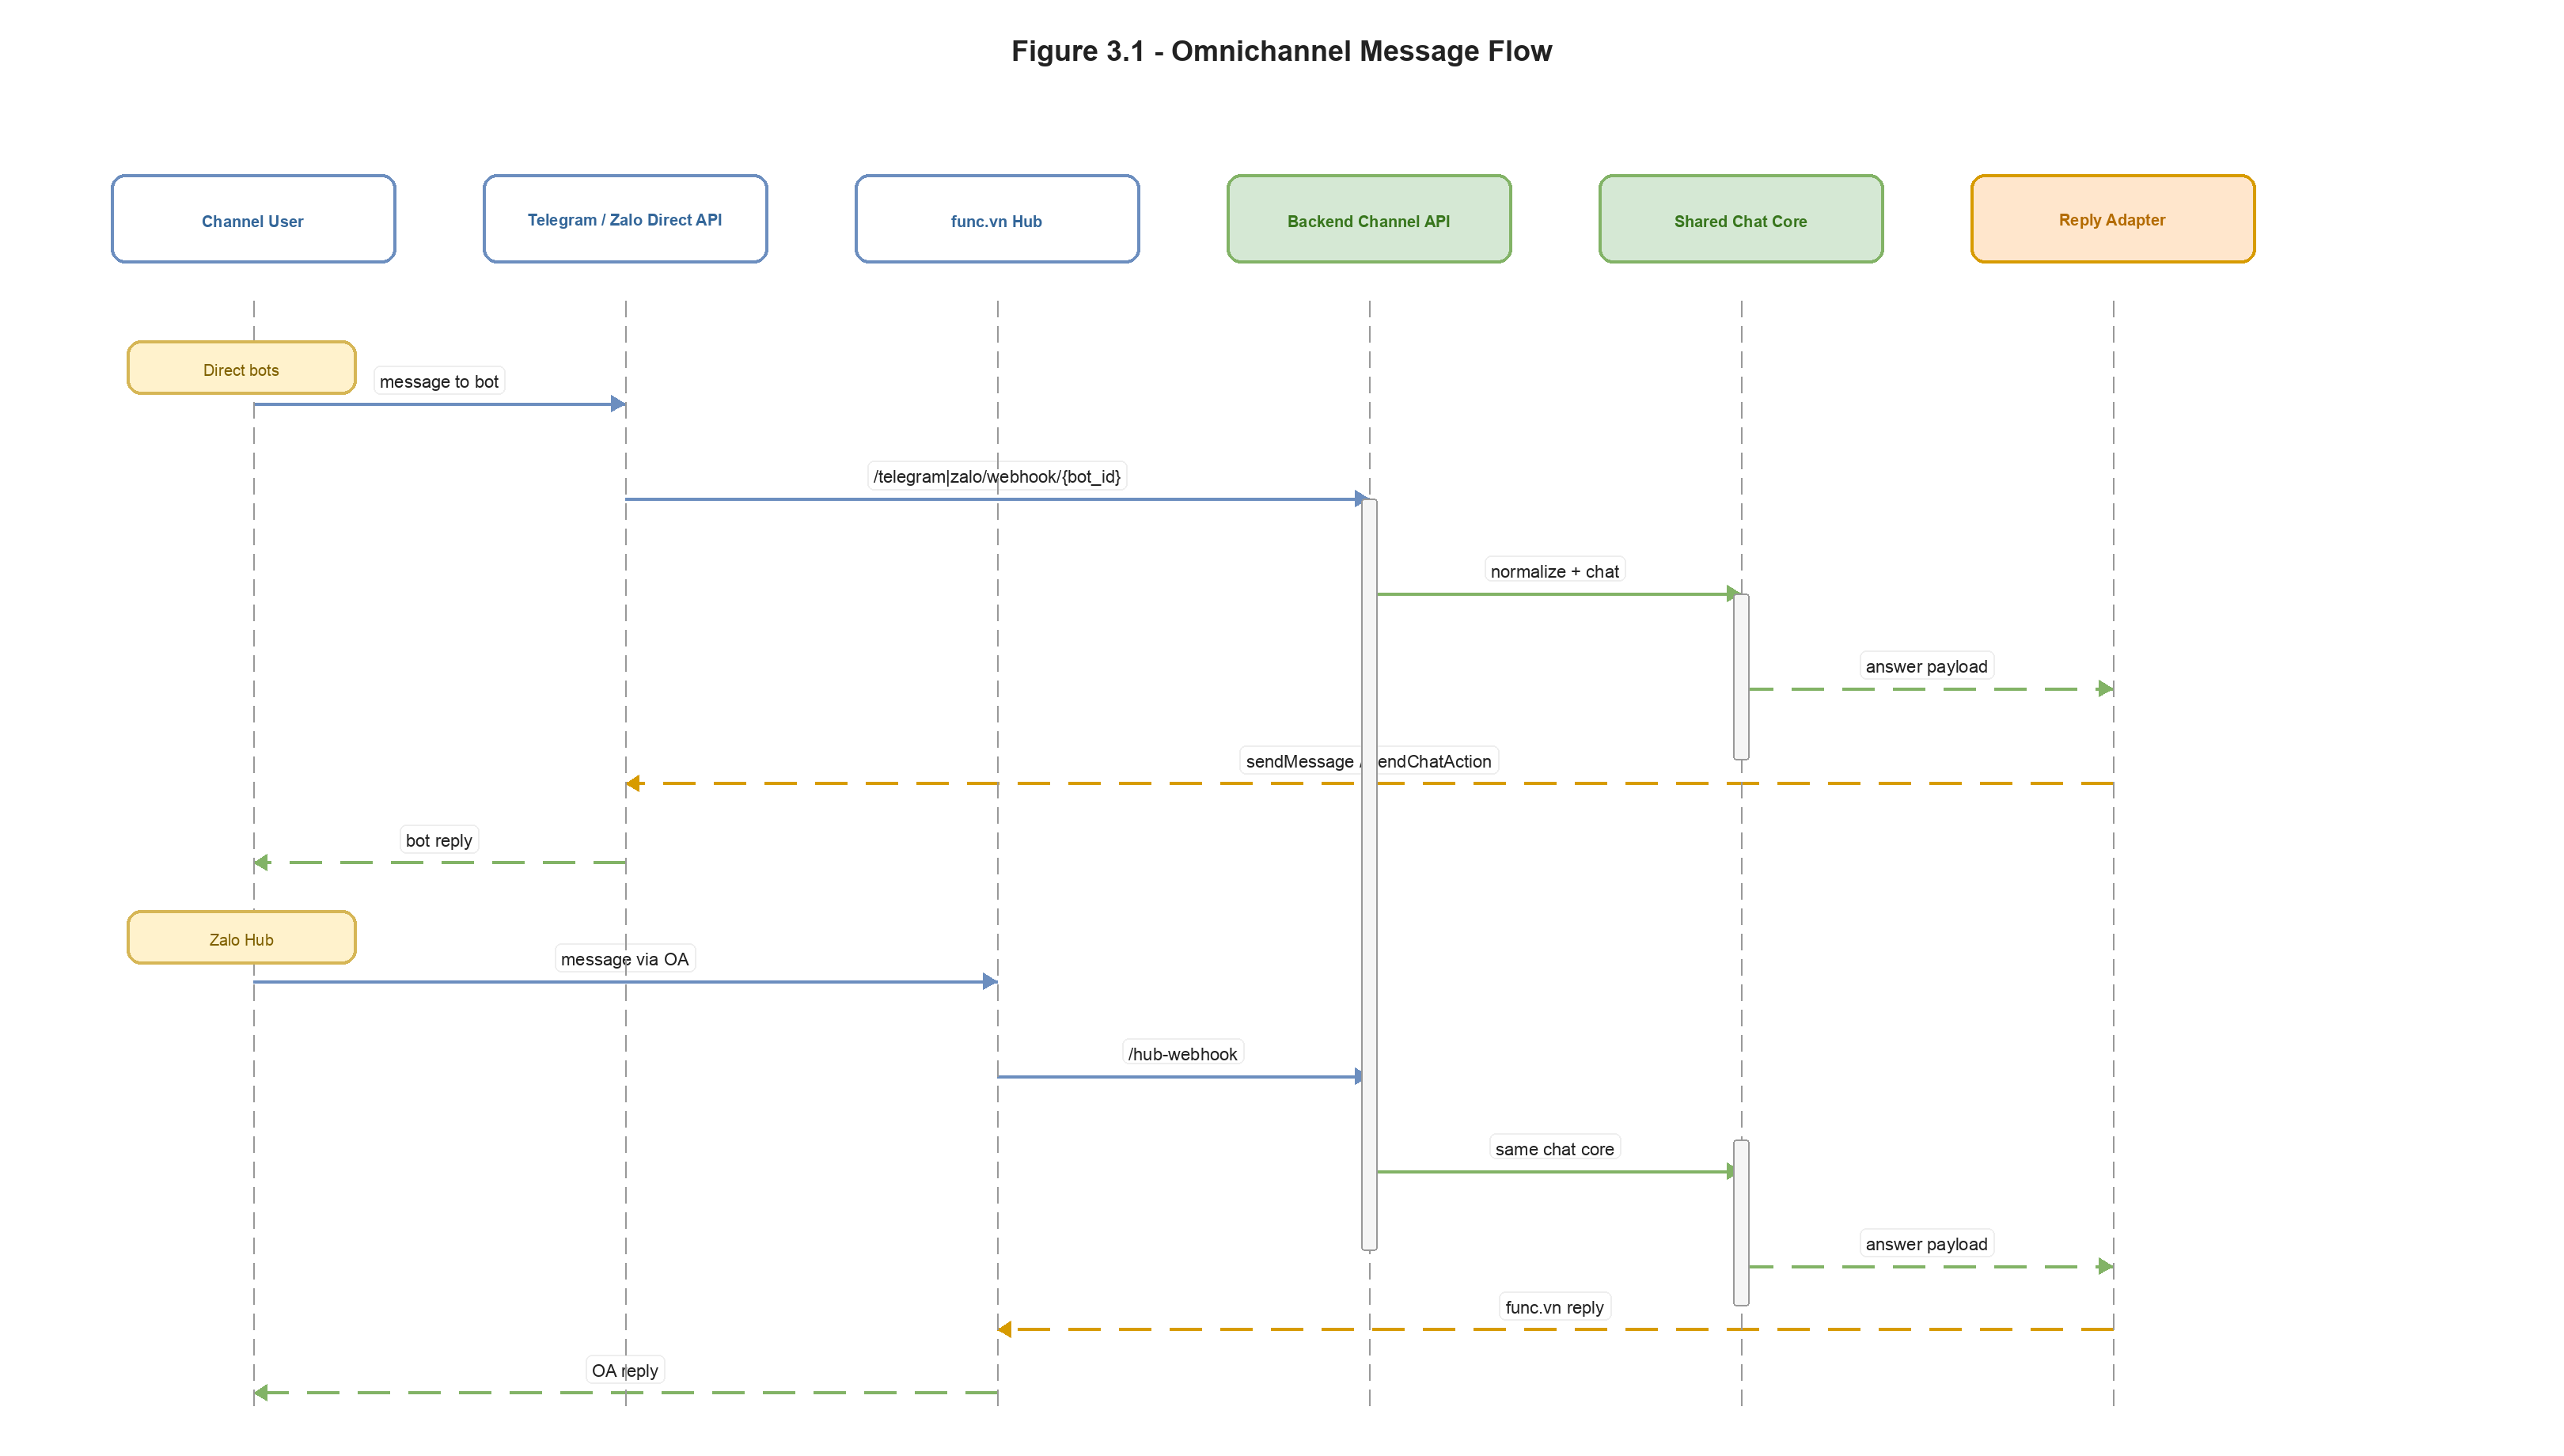 Figure 3.1 - Omnichannel Message Flow
Channel User
Telegram / Zalo Direct API
func.vn Hub
Backend Channel API
Shared Chat Core
Reply Adapter
Direct bots
message to bot
/telegram|zalo/webhook/{bot_id}
normalize + chat
answer payload
sendMessage / endChatAction
bot reply
Zalo Hub
message via OA
/hub-webhook
same chat core
answer payload
func.vn reply
OA reply